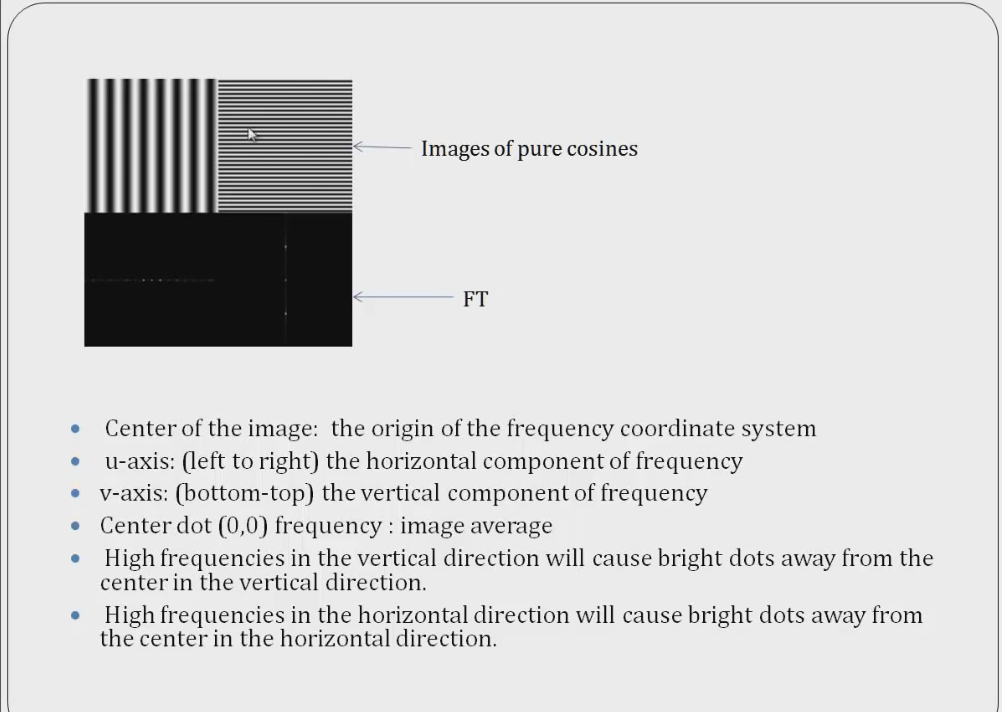 Images of pure cosines
FT
Center of the image: the origin of the frequency coordinate system
u-axis: (left to right) the horizontal component of frequency
v-axis: (bottom-top) the vertical component of frequency
Center dot (0,0) frequency : image average
High frequencies in the vertical direction will cause bright dots away from the
center in the vertical direction.
High frequencies in the horizontal direction will cause bright dots away from
the center in the horizontal direction.